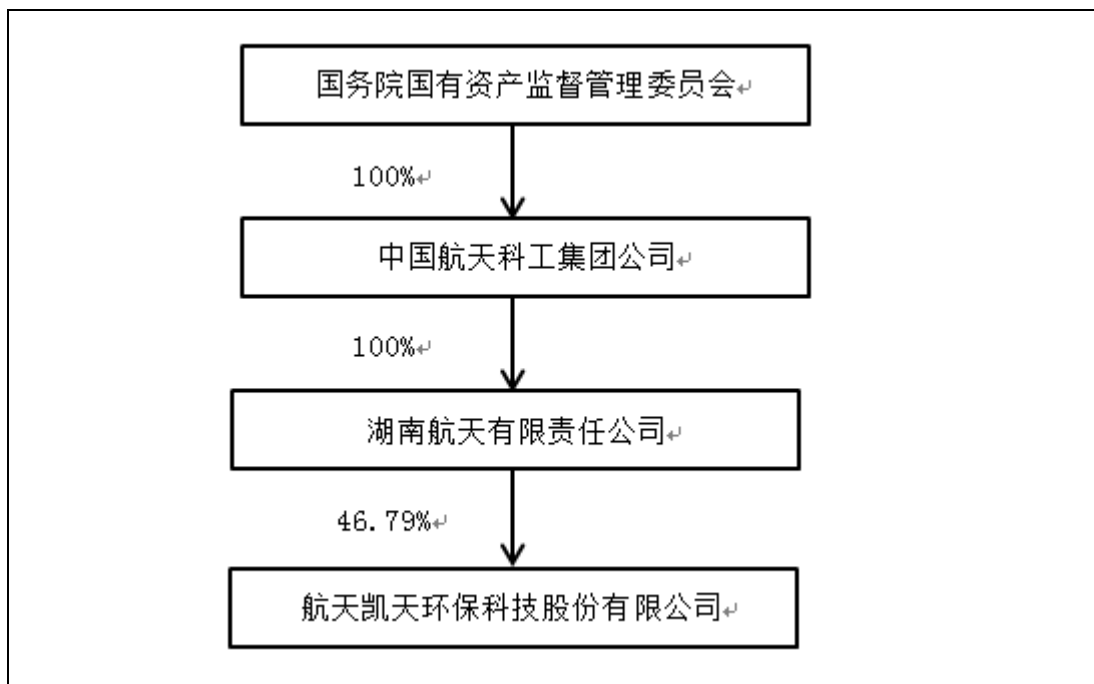 国务院国有资产监督管理委员会↵
100%↵
中国航天科工集团公司↵
100%↵
湖南航天有限责任公司↵
46.79%↵
航天凯天环保科技股份有限公司↵